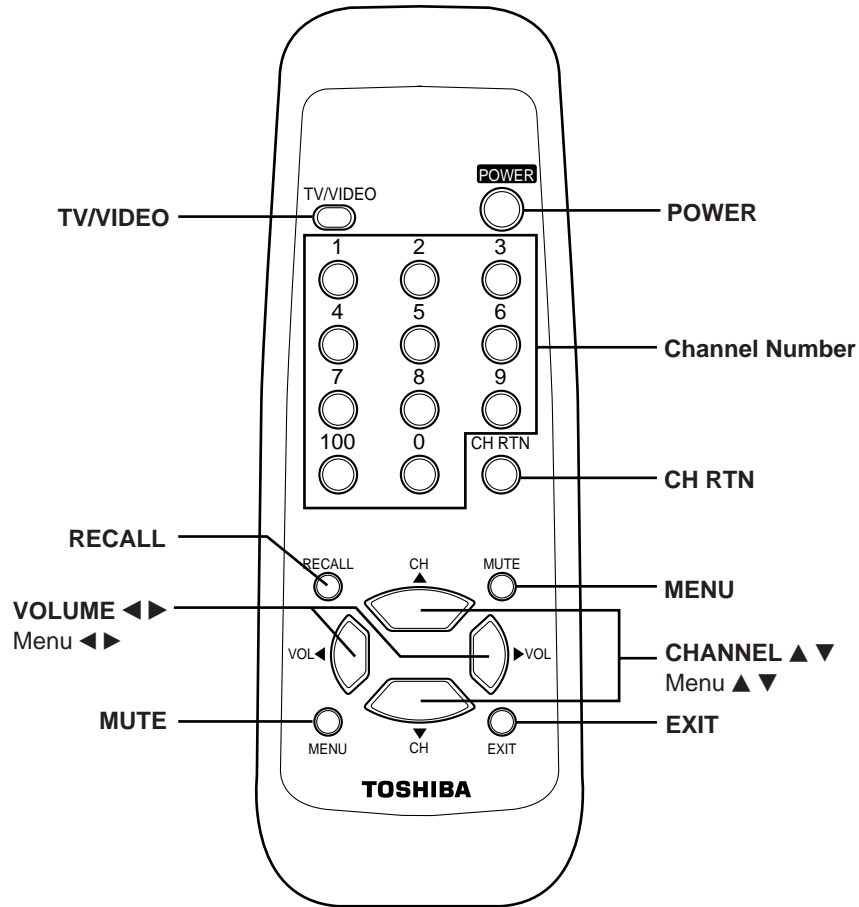 POWER
TV/VIDEO
TV/VIDEO
POWER
1 2 3
4 5 6
Channel Number
7 8 9
100 0 CH RTN
CH RTN
RECALL
RECALL CH ▲ MUTE
MENU
VOLUME ◀ ▶
Menu ◀ ▶
VOL ◀ ▶ VOL
CHANNEL ▲ ▼
Menu ▲ ▼
MUTE
EXIT
MENU ▼ CH EXIT
TOSHIBA